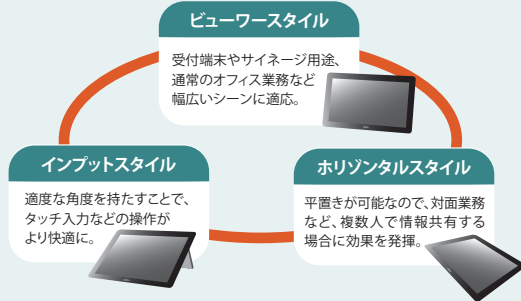 ビューワースタイル
受付端末やサイネージ用途、
通常のオフィス業務など
幅広いシーンに適応。
インプットスタイル
適度な角度を持たすことで、
タッチ入力などの操作が
より快適に。
ホリゾンタルスタイル
平置きが可能なので、対面業務
など、複数人で情報共有する
場合に効果を発揮。